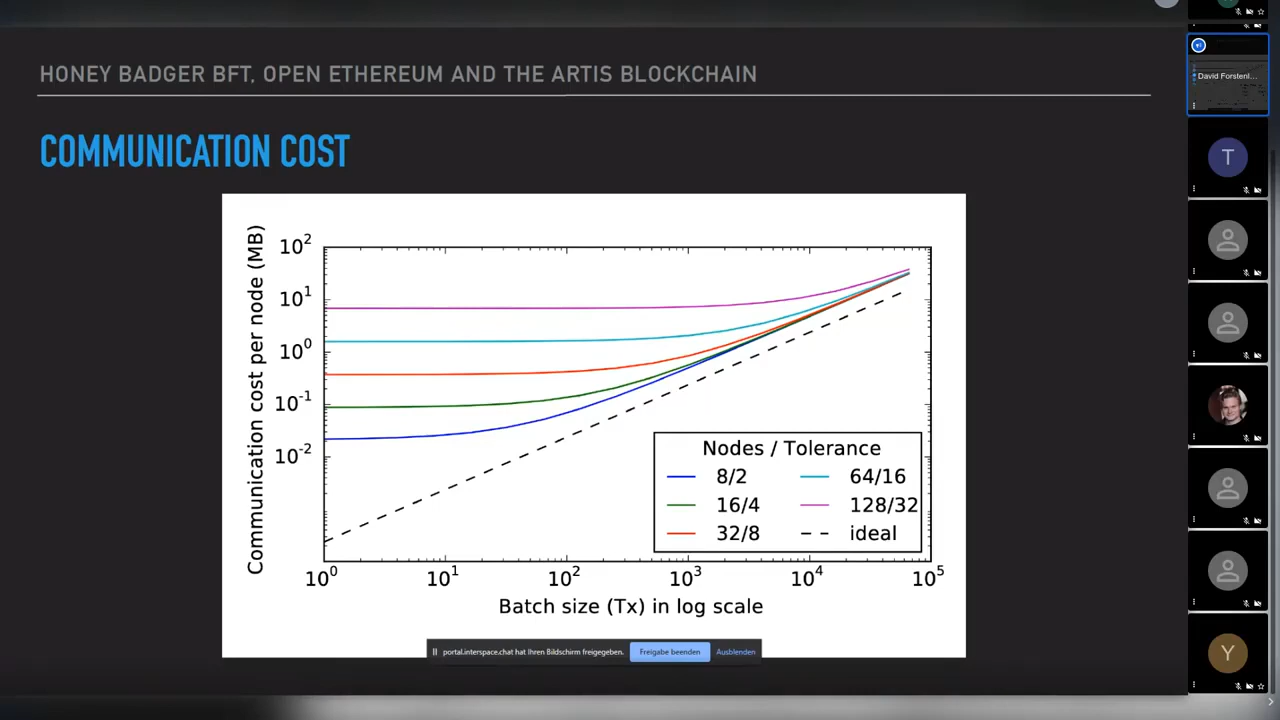 HONEY BADGER BFT, OPEN ETHEREUM AND THE ARTIS BLOCKCHAIN
COMMUNICATION COST
Communication cost per node (MB)
10²
10¹
10⁰
10⁻¹
10⁻²
Nodes / Tolerance
8/2
64/16
16/4
128/32
32/8
ideal
10⁰ 10¹ 10² 10³ 10⁴ 10⁵
Batch size (Tx) in log scale
portal.interspace.chat hat Ihren Bildschirm freigegeben. Freigabe beenden Ausblenden
David Forstenl...
T
Y